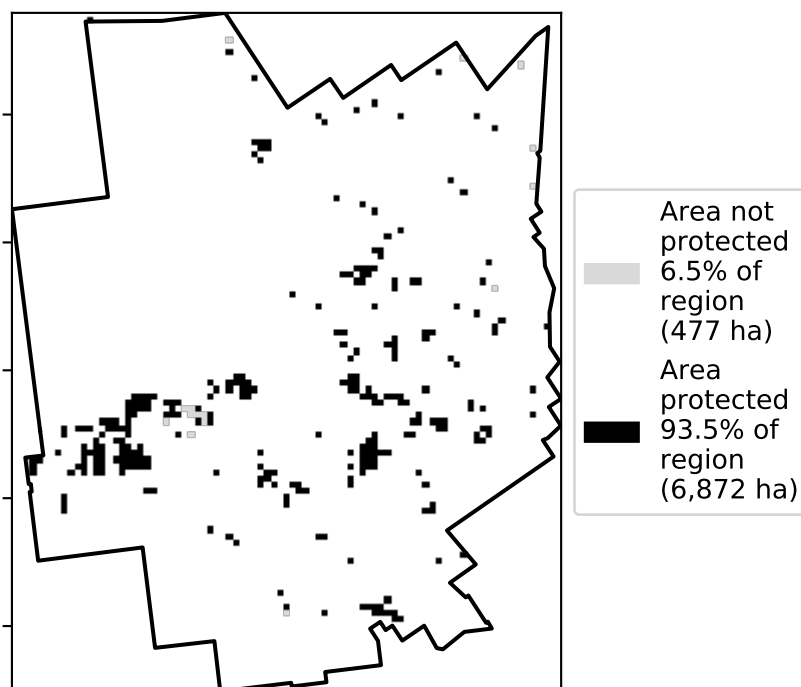 Area not
protected
6.5% of
region
(477 ha)
Area
protected
93.5% of
region
(6,872 ha)